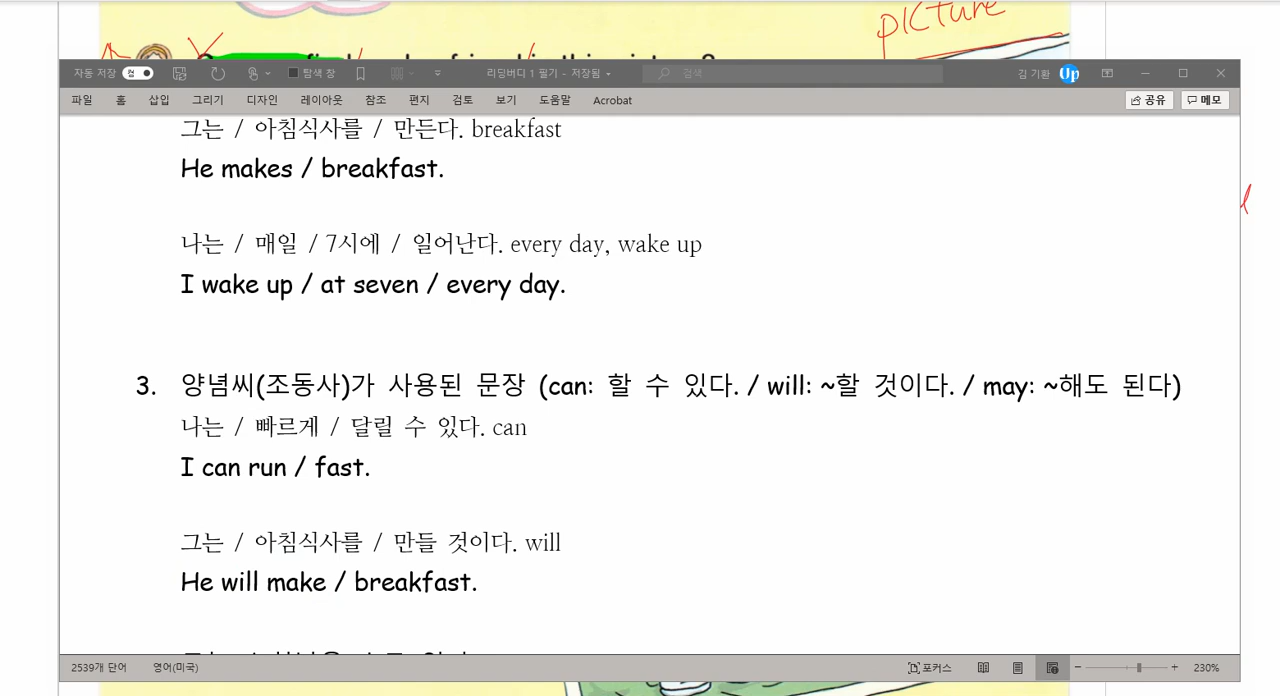 picture
자동 저장 컴 탐색 창 리딩버디 1 필기 - 저장됨 검색 김 기환 Up
파일 홈 삽입 그리기 디자인 레이아웃 참조 편지 검토 보기 도움말 Acrobat 공유 메모
그는 / 아침식사를 / 만든다. breakfast
He makes / breakfast.
나는 / 매일 / 7시에 / 일어난다. every day, wake up
I wake up / at seven / every day.
3. 양념씨(조동사)가 사용된 문장 (can: 할 수 있다. / will: ~할 것이다. / may: ~해도 된다)
나는 / 빠르게 / 달릴 수 있다. can
I can run / fast.
그는 / 아침식사를 / 만들 것이다. will
He will make / breakfast.
2539개 단어 영어(미국) 포커스 230%